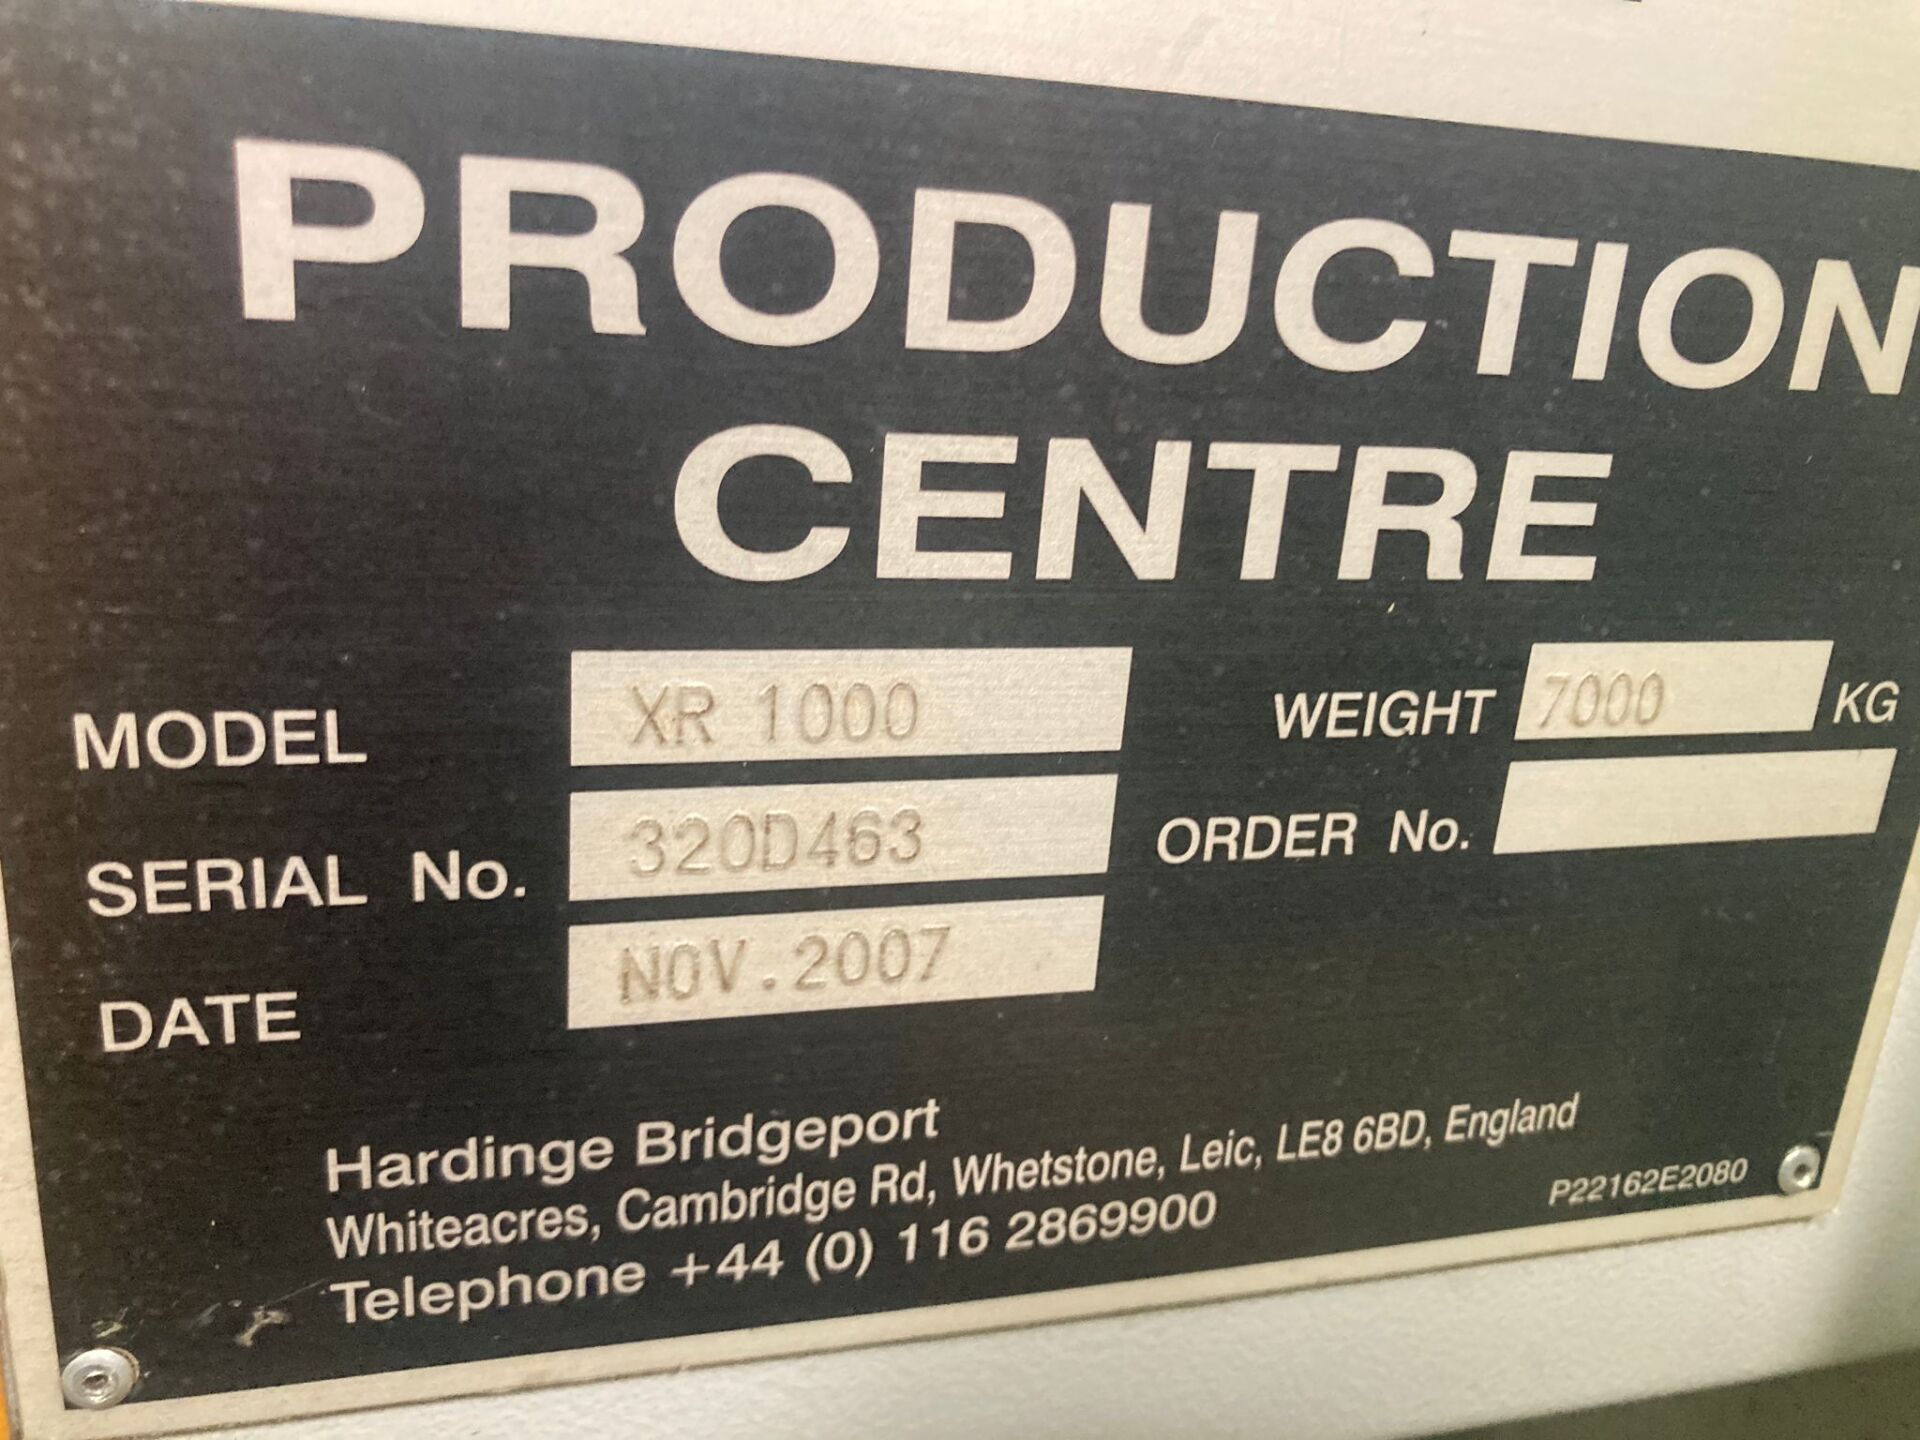 PRODUCTION
CENTRE
MODEL XR 1000 WEIGHT 7000 KG
SERIAL No. 320D463 ORDER No.
DATE NOV.2007
Hardinge Bridgeport
Whiteacres, Cambridge Rd, Whetstone, Leic, LE8 6BD, England
Telephone +44 (0) 116 2869900
P22162E2080